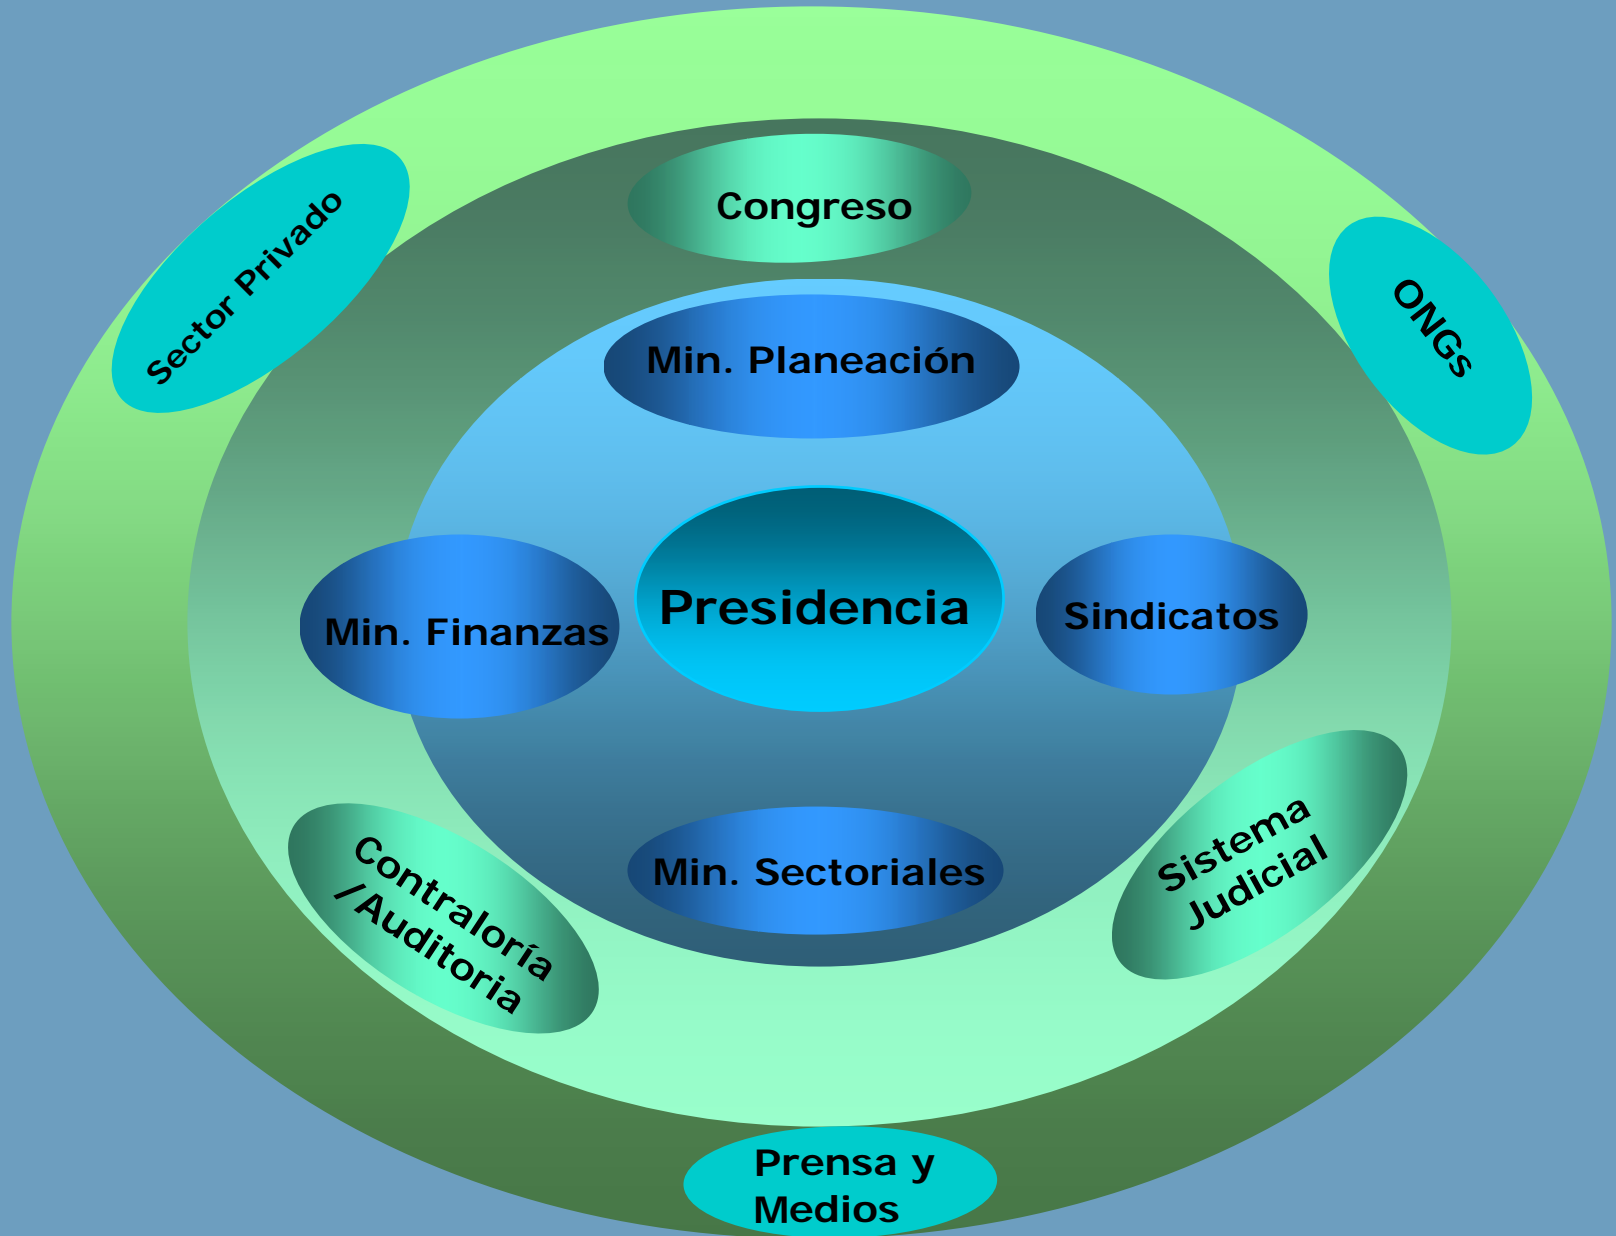 Congreso
Sector Privado
ONGs
Min. Planeación
Presidencia
Min. Finanzas
Sindicatos
Min. Sectoriales
Contraloría
/Auditoria
Sistema
Judicial
Prensa y
Medios